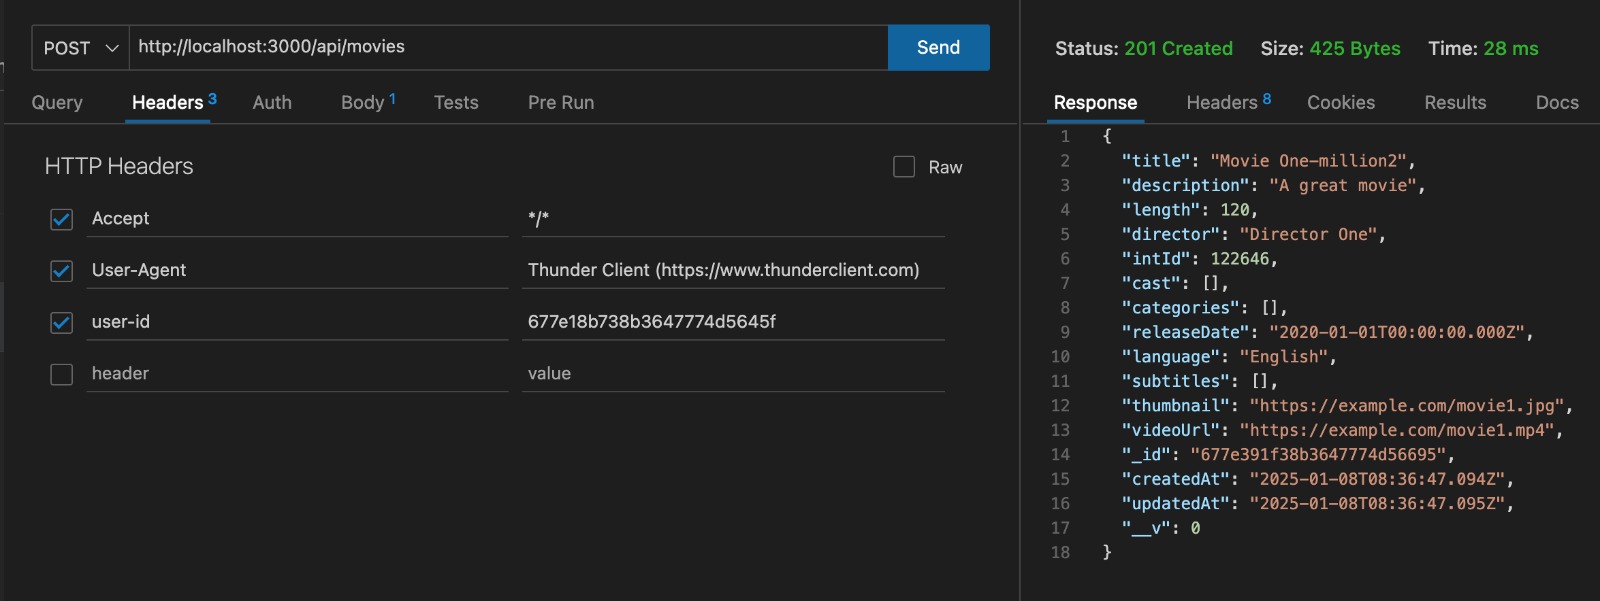 POST http://localhost:3000/api/movies Send
Query Headers 3 Auth Body 1 Tests Pre Run
HTTP Headers Raw
Accept */*
User-Agent Thunder Client (https://www.thunderclient.com)
user-id 677e18b738b3647774d5645f
header value
Status: 201 Created Size: 425 Bytes Time: 28 ms
Response Headers 8 Cookies Results Docs
1 {
2 "title": "Movie One-million2",
3 "description": "A great movie",
4 "length": 120,
5 "director": "Director One",
6 "intId": 122646,
7 "cast": [],
8 "categories": [],
9 "releaseDate": "2020-01-01T00:00:00.000Z",
10 "language": "English",
11 "subtitles": [],
12 "thumbnail": "https://example.com/movie1.jpg",
13 "videoUrl": "https://example.com/movie1.mp4",
14 "_id": "677e391f38b3647774d56695",
15 "createdAt": "2025-01-08T08:36:47.094Z",
16 "updatedAt": "2025-01-08T08:36:47.095Z",
17 "__v": 0
18 }